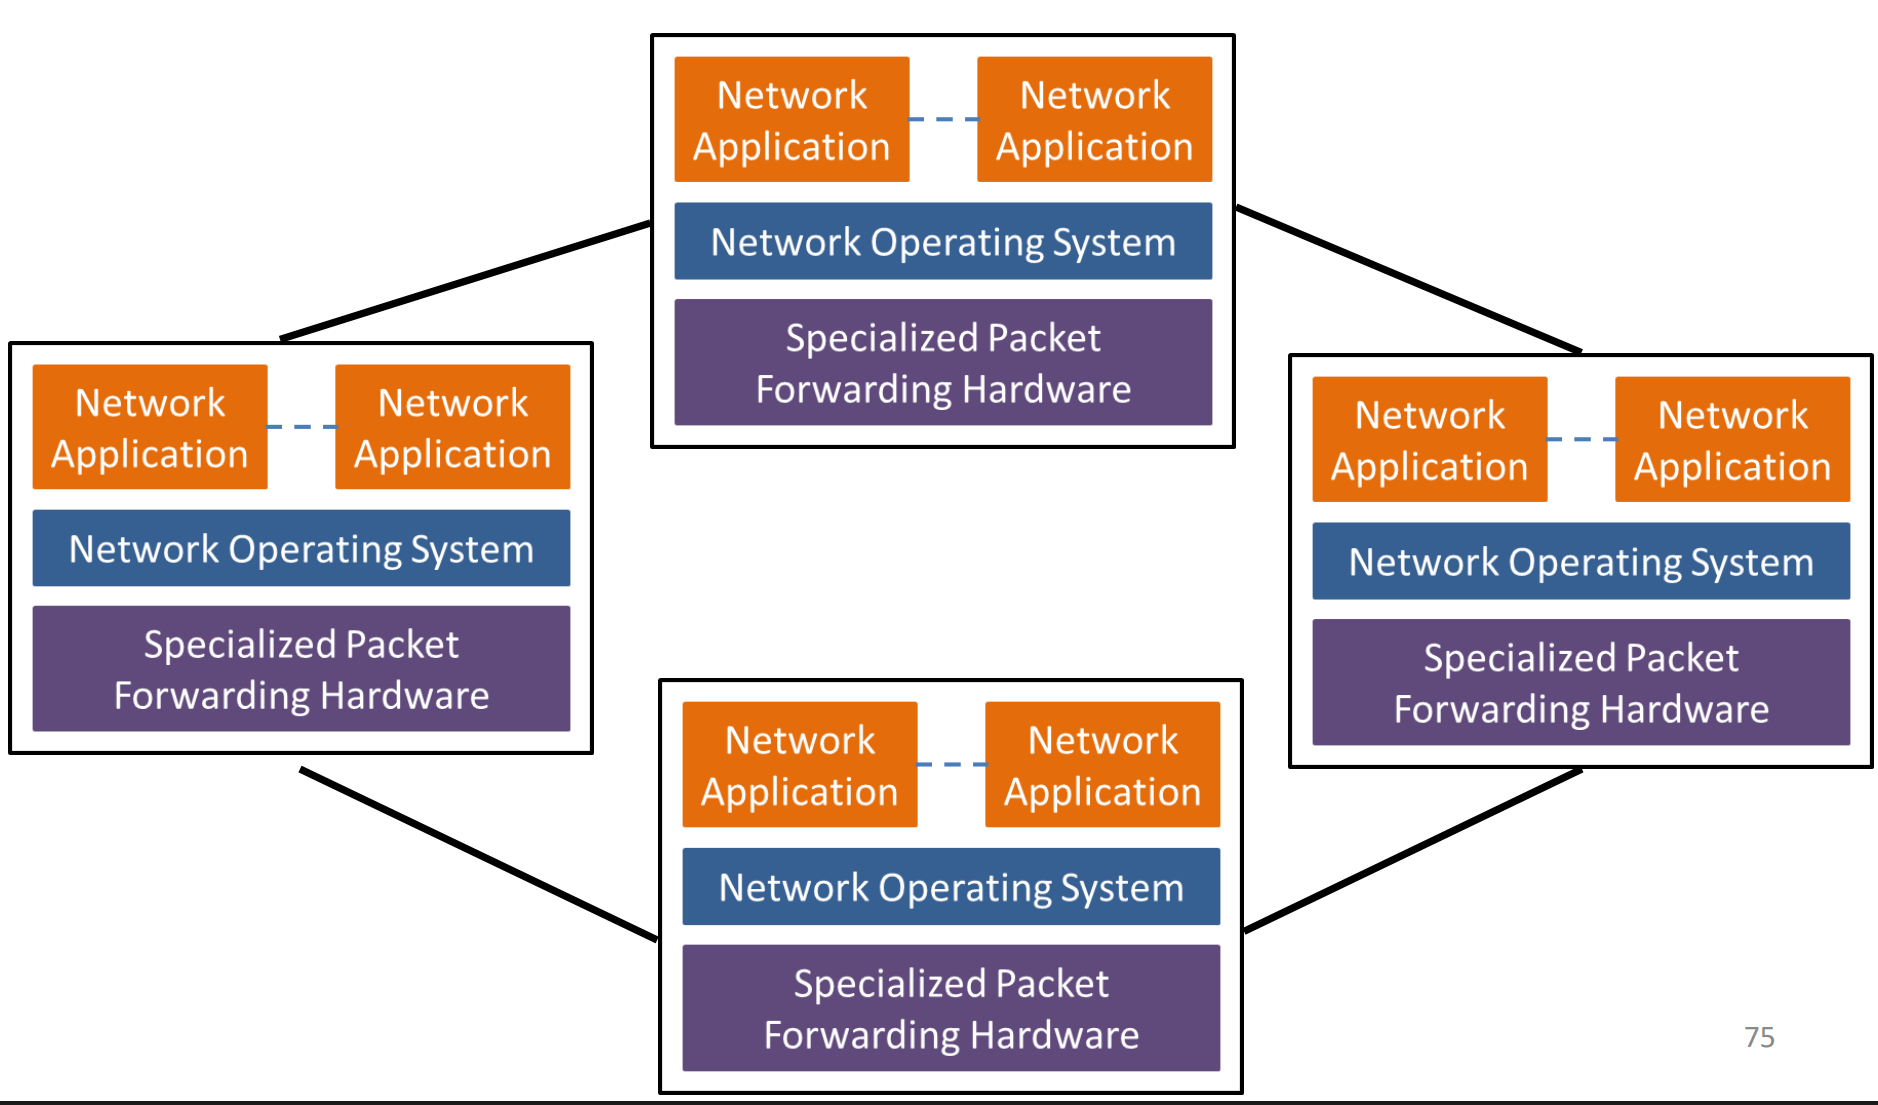 Network
Application
Network
Application
Network Operating System
Specialized Packet
Forwarding Hardware
Network
Application
Network
Application
Network Operating System
Specialized Packet
Forwarding Hardware
Network
Application
Network
Application
Network Operating System
Specialized Packet
Forwarding Hardware
Network
Application
Network
Application
Network Operating System
Specialized Packet
Forwarding Hardware
75